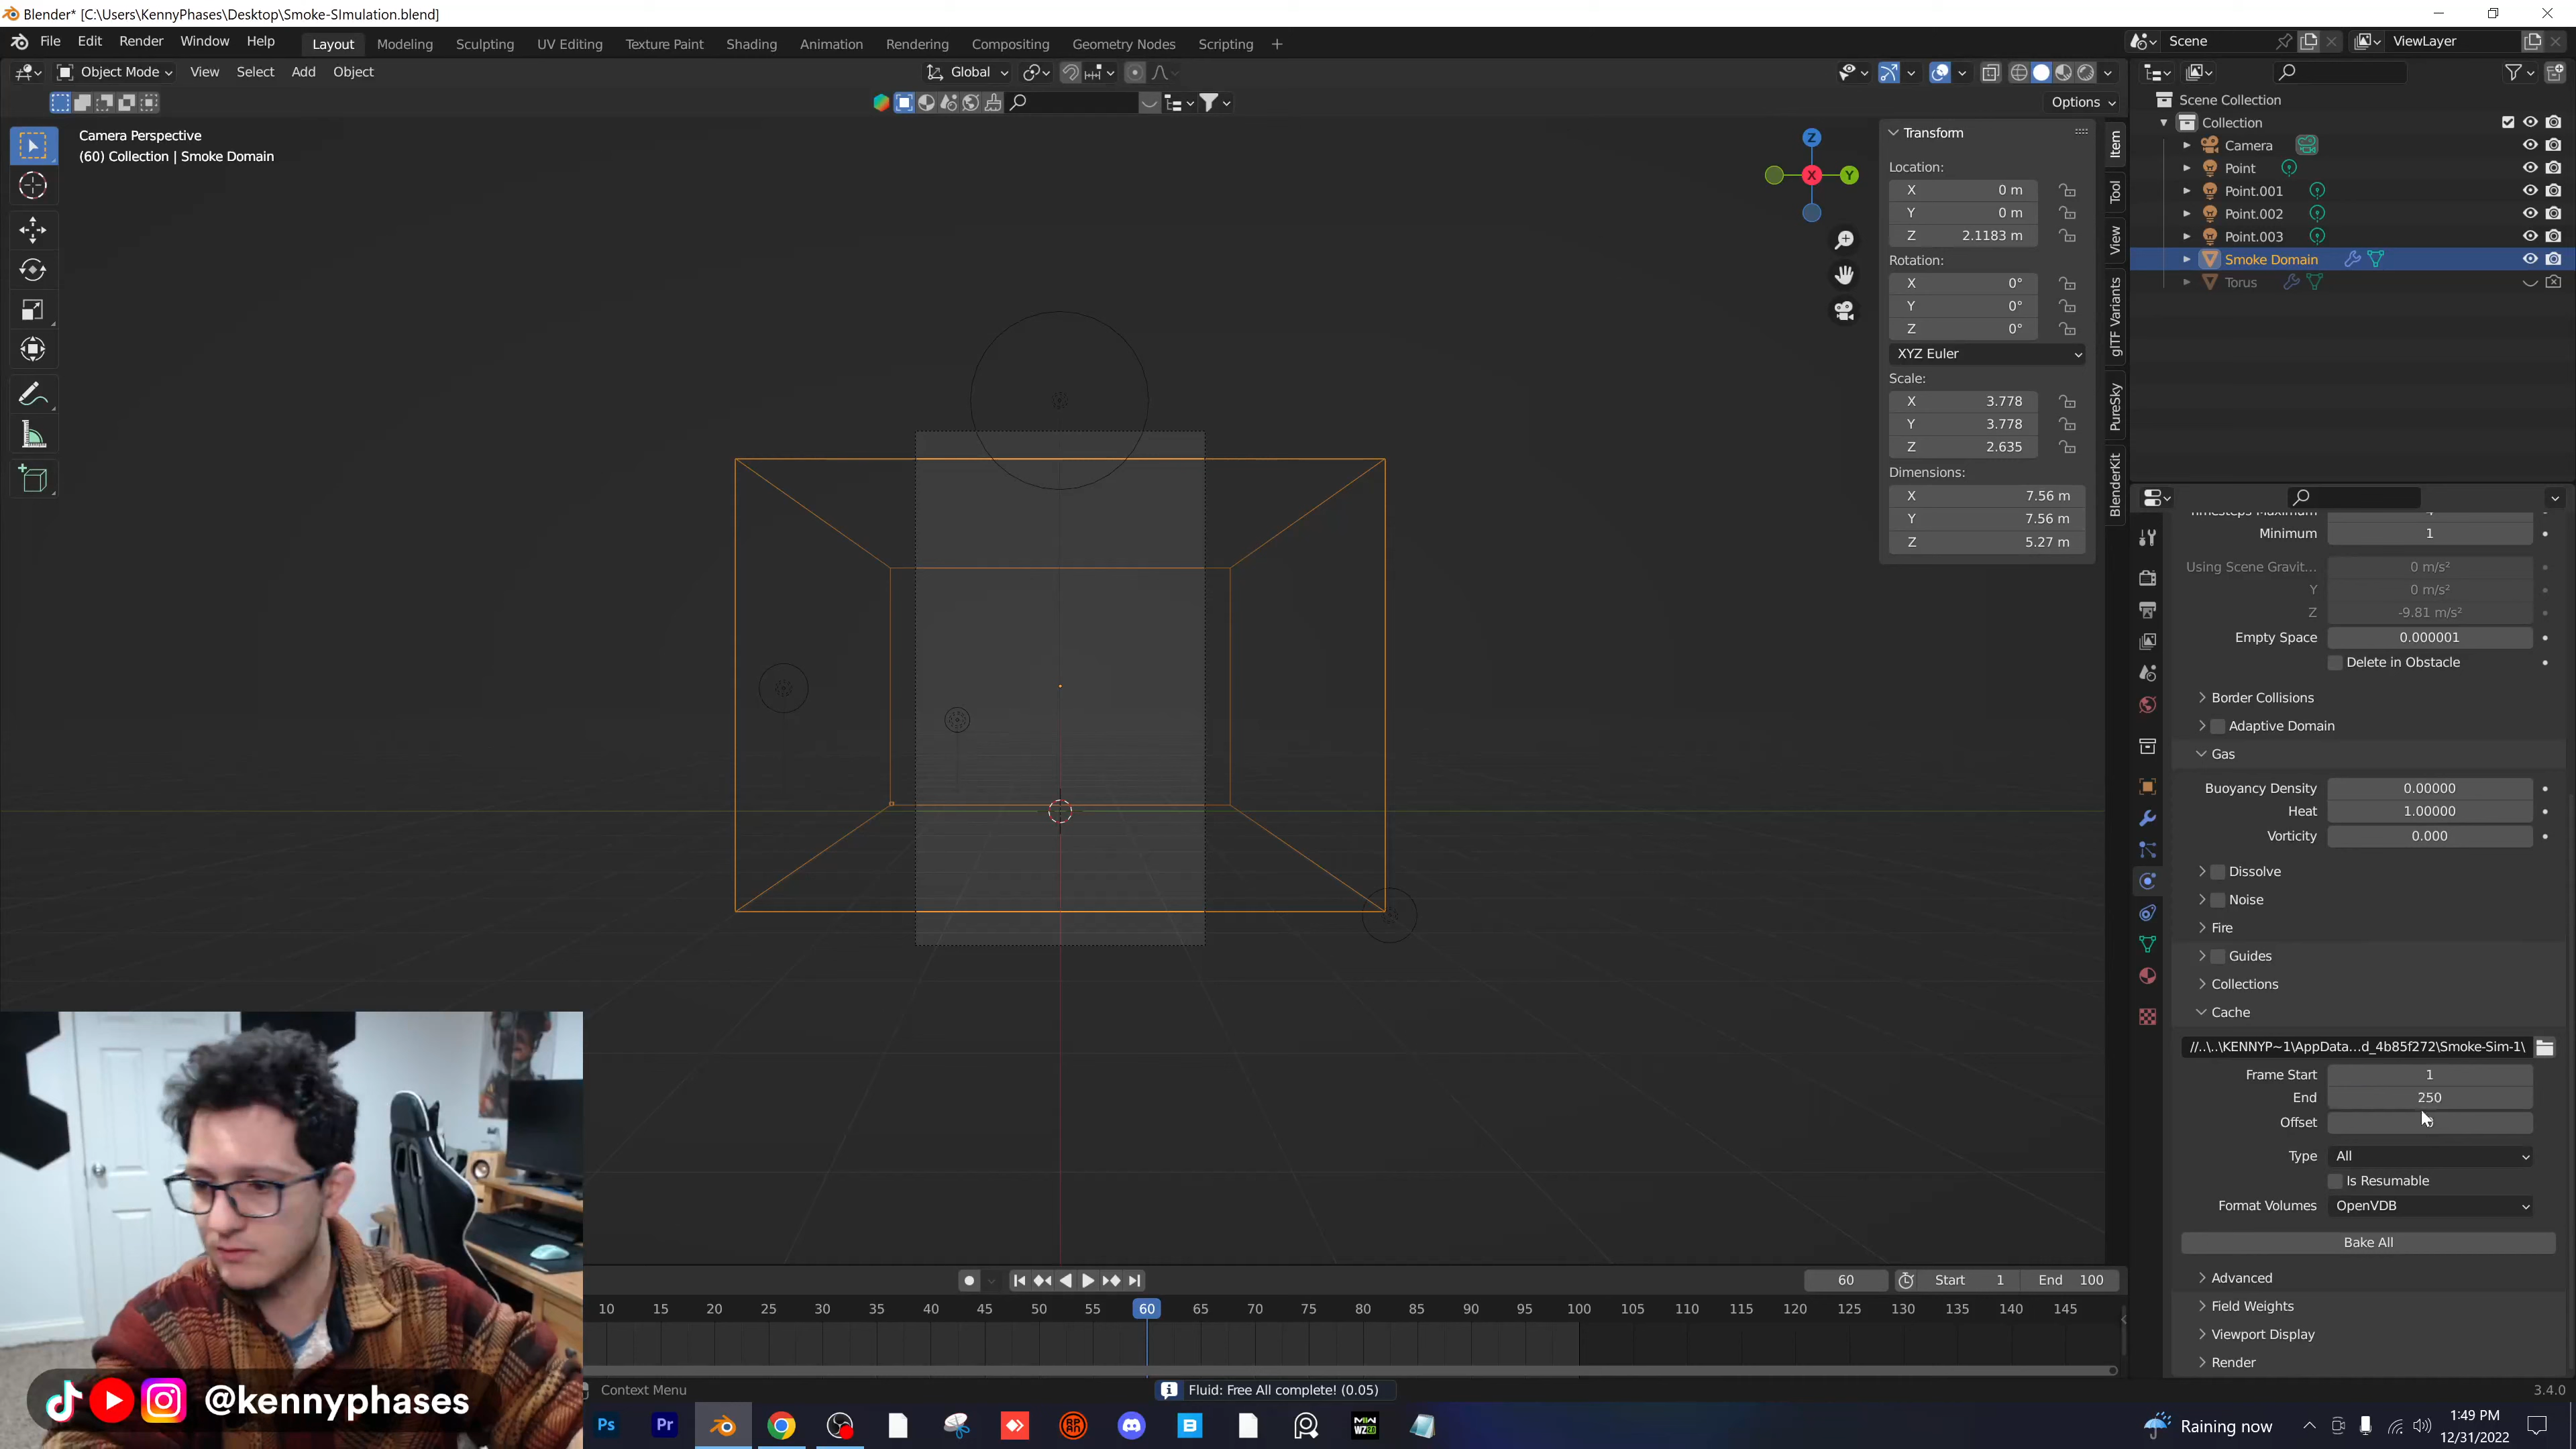 Blender* [C:\Users\KennyPhases\Desktop\Smoke-SImulation.blend]
File Edit Render Window Help
Layout Modeling Sculpting UV Editing Texture Paint Shading Animation Rendering Compositing Geometry Nodes Scripting +
Scene
ViewLayer
Object Mode View Select Add Object
Global
Options
Camera Perspective
(60) Collection | Smoke Domain
Z
X
Y
Transform
Location:
X 0 m
Y 0 m
Z 2.1183 m
Rotation:
X 0°
Y 0°
Z 0°
XYZ Euler
Scale:
X 3.778
Y 3.778
Z 2.635
Dimensions:
X 7.56 m
Y 7.56 m
Z 5.27 m
Item
Tool
View
glTF Variants
PureSky
BlenderKit
Scene Collection
Collection
Camera
Point
Point.001
Point.002
Point.003
Smoke Domain
Torus
Minimum 1
Using Scene Gravit... 0 m/s²
Y 0 m/s²
Z -9.81 m/s²
Empty Space 0.000001
Delete in Obstacle
Border Collisions
Adaptive Domain
Gas
Buoyancy Density 0.00000
Heat 1.00000
Vorticity 0.000
Dissolve
Noise
Fire
Guides
Collections
Cache
//..\..\KENNYP~1\AppData...d_4b85f272\Smoke-Sim-1\
Frame Start 1
End 250
Offset
Type All
Is Resumable
Format Volumes OpenVDB
Bake All
Advanced
Field Weights
Viewport Display
Render
60 Start 1 End 100
10 15 20 25 30 35 40 45 50 55 60 65 70 75 80 85 90 95 100 105 110 115 120 125 130 135 140 145
Context Menu
Fluid: Free All complete! (0.05)
3.4.0
@kennyphases
Ps Pr
B
MW
WZ2.0
Raining now
1:49 PM
12/31/2022